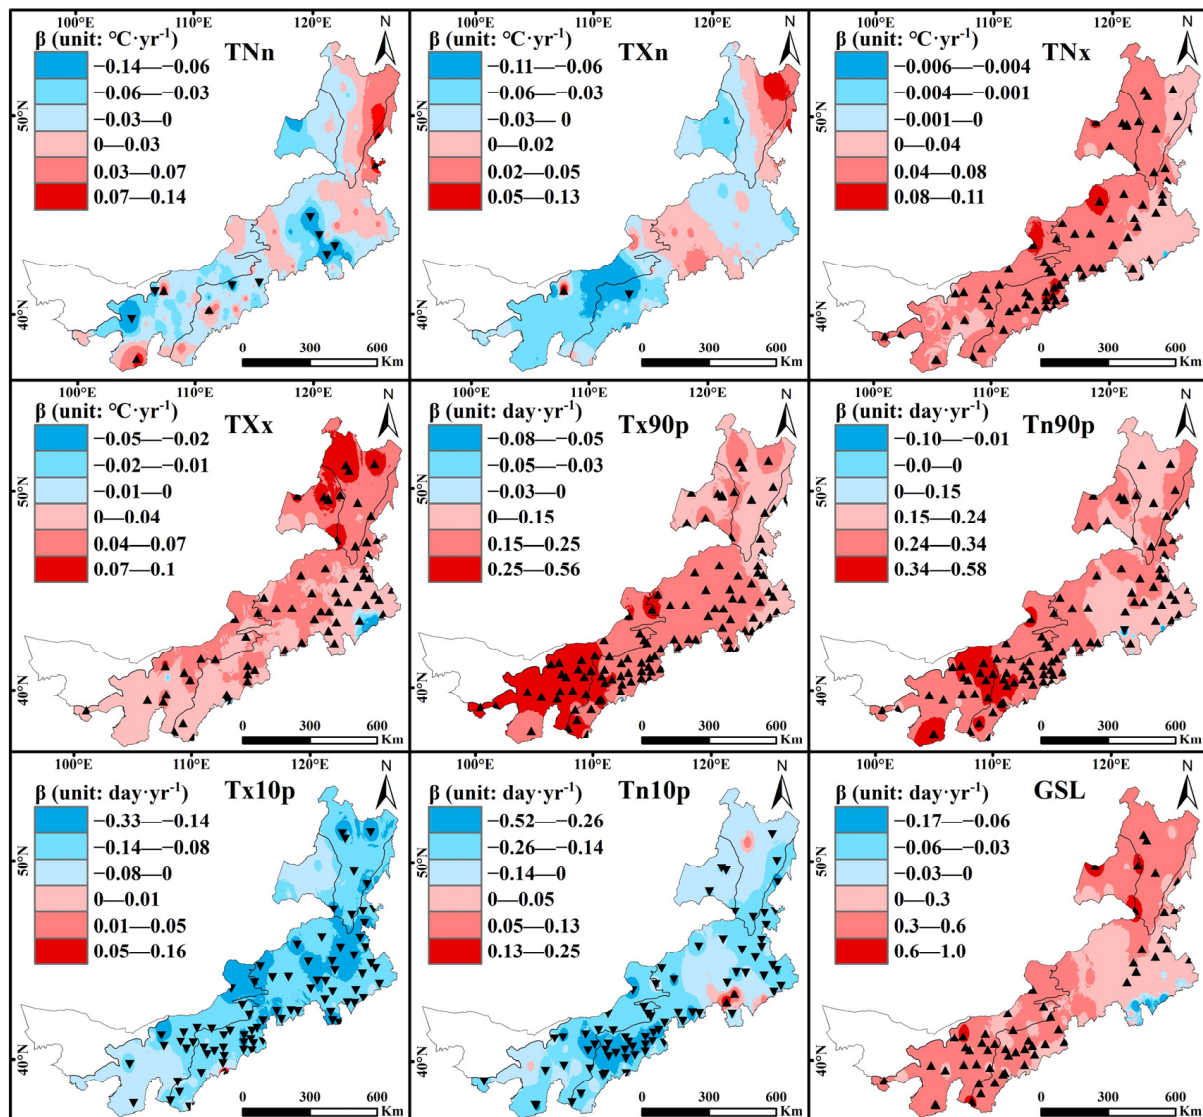 100°E 110°E 120°E N
β (unit: °C·yr⁻¹) TNn
−0.14—−0.06
−0.06—−0.03
−0.03—0
0—0.03
0.03—0.07
0.07—0.14
50°N
40°N
0 300 600
Km
110°E 120°E N
β (unit: °C·yr⁻¹) TXn
−0.11—−0.06
−0.06—−0.03
−0.03— 0
0—0.02
0.02—0.05
0.05—0.13
0 300 600
Km
100°E 110°E 120°E N
β (unit: °C·yr⁻¹) TNx
−0.006—−0.004
−0.004—−0.001
−0.001—0
0—0.04
0.04—0.08
0.08—0.11
50°N
40°N
0 300 600
Km
100°E 110°E 120°E N
β (unit: °C·yr⁻¹) TXx
−0.05—−0.02
−0.02—−0.01
−0.01—0
0—0.04
0.04—0.07
0.07—0.1
50°N
40°N
0 300 600
Km
100°E 110°E 120°E N
β (unit: day·yr⁻¹) Tx90p
−0.08—−0.05
−0.05—−0.03
−0.03—0
0—0.15
0.15—0.25
0.25—0.56
50°N
40°N
0 300 600
Km
100°E 110°E 120°E N
β (unit: day·yr⁻¹) Tn90p
−0.10—−0.01
−0.0—0
0—0.15
0.15—0.24
0.24—0.34
0.34—0.58
50°N
40°N
0 300 600
Km
100°E 110°E 120°E N
β (unit: day·yr⁻¹) Tx10p
−0.33—−0.14
−0.14—−0.08
−0.08—0
0—0.01
0.01—0.05
0.05—0.16
50°N
40°N
0 300 600
Km
100°E 110°E 120°E N
β (unit: day·yr⁻¹) Tn10p
−0.52—−0.26
−0.26—−0.14
−0.14—0
0—0.05
0.05—0.13
0.13—0.25
50°N
40°N
0 300 600
Km
100°E 110°E 120°E N
β (unit: day·yr⁻¹) GSL
−0.17—−0.06
−0.06—−0.03
−0.03—0
0—0.3
0.3—0.6
0.6—1.0
50°N
40°N
0 300 600
Km